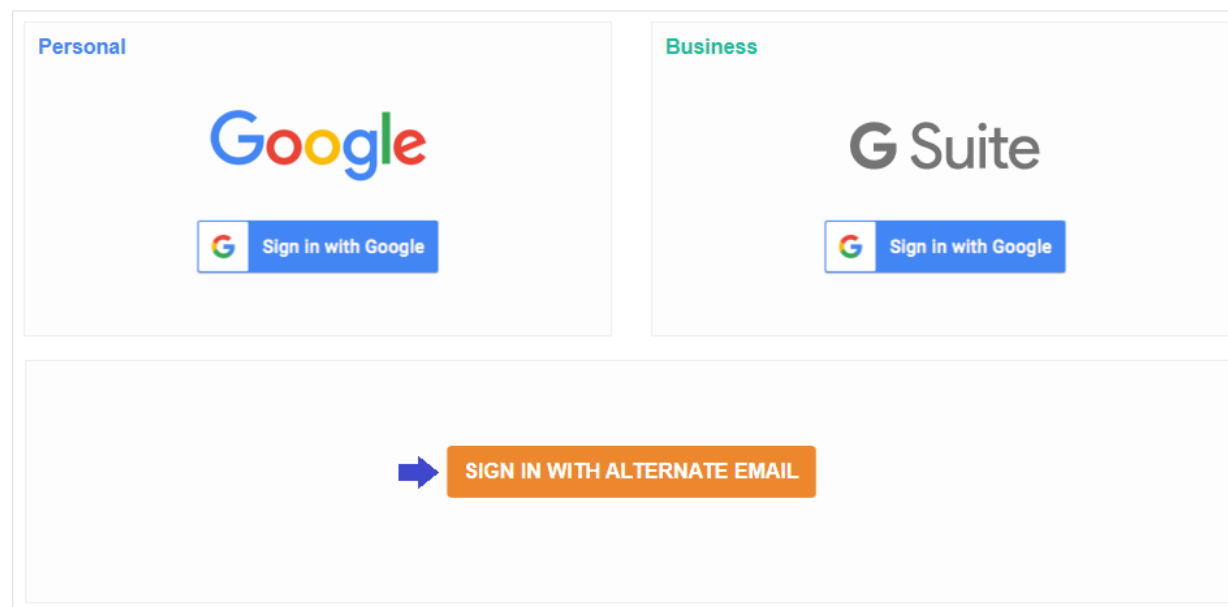 Personal
Google
Sign in with Google
Business
G Suite
Sign in with Google
SIGN IN WITH ALTERNATE EMAIL